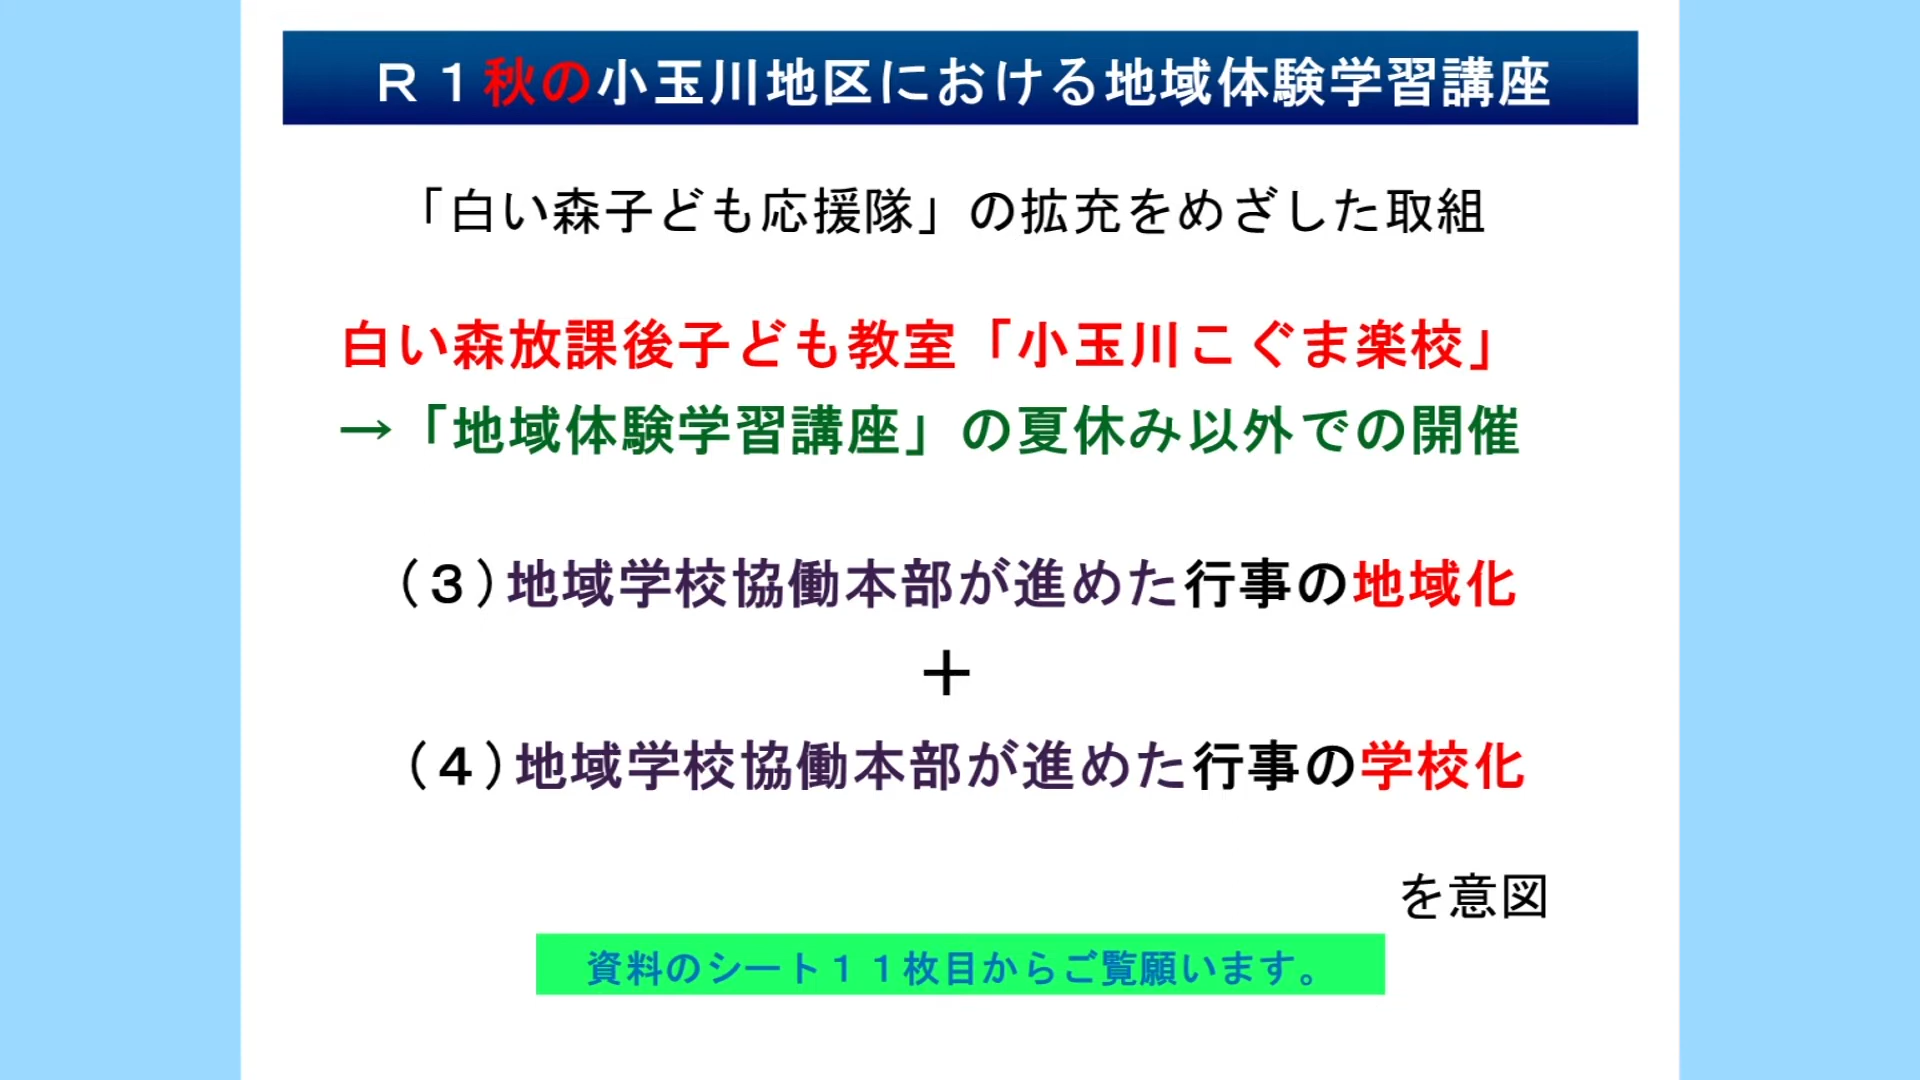 Ｒ１秋の小玉川地区における地域体験学習講座
「白い森子ども応援隊」の拡充をめざした取組
白い森放課後子ども教室「小玉川こぐま楽校」
→「地域体験学習講座」の夏休み以外での開催
（３）地域学校協働本部が進めた行事の地域化
＋
（４）地域学校協働本部が進めた行事の学校化
を意図
資料のシート１１枚目からご覧願います。